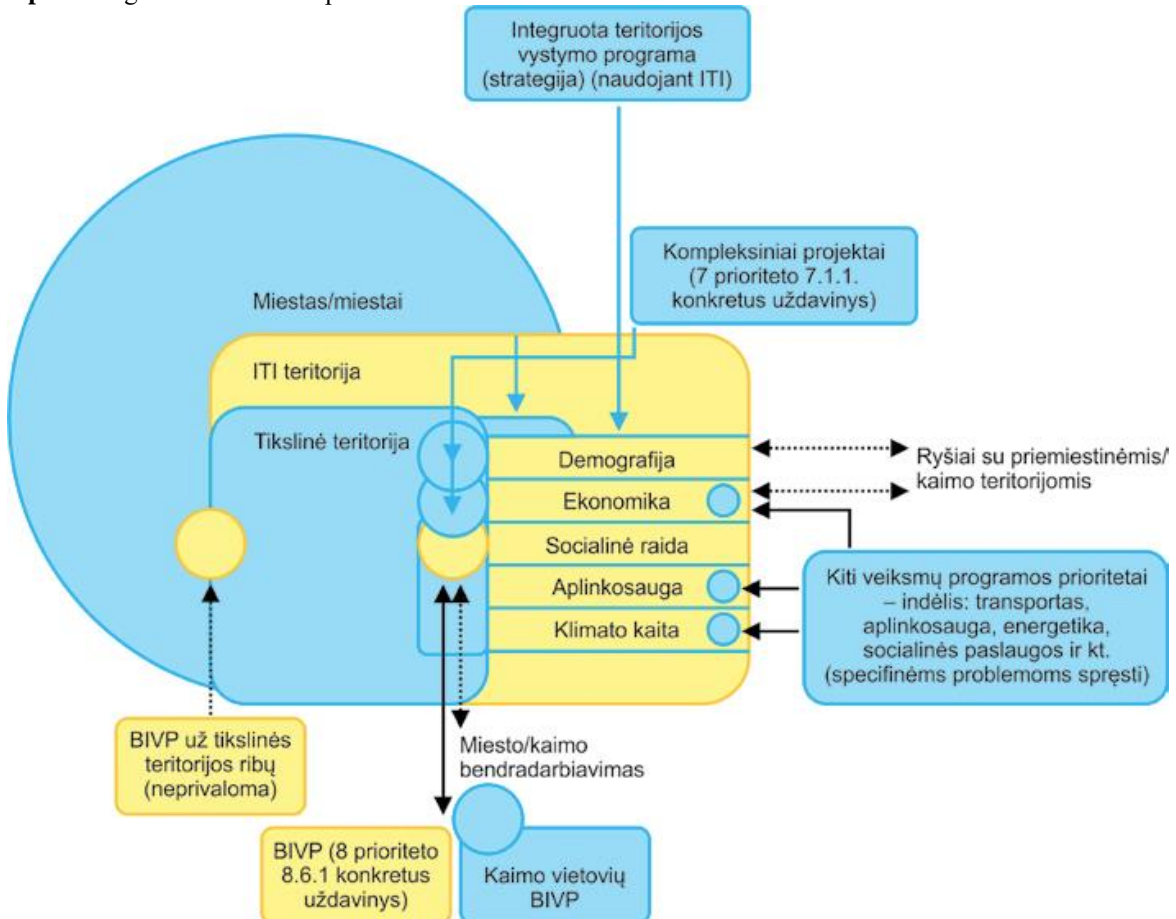 Integruota teritorijos
vystymo programa
(strategija) (naudojant ITI)
Kompleksiniai projektai
(7 prioriteto 7.1.1.
konkretus uždavinys)
Miestas/miestai
ITI teritorija
Tikslinė teritorija
Demografija
Ekonomika
Socialinė raida
Aplinkosauga
Klimato kaita
Ryšiai su priemiestinėmis/
kaimo teritorijomis
Kiti veiksmų programos prioritetai
– indėlis: transportas,
aplinkosauga, energetika,
socialinės paslaugos ir kt.
(specifinėms problemoms spręsti)
BIVP už tikslinės
teritorijos ribų
(neprivaloma)
Miesto/kaimo
bendradarbiavimas
BIVP (8 prioriteto
8.6.1 konkretus
uždavinys)
Kaimo vietovių
BIVP